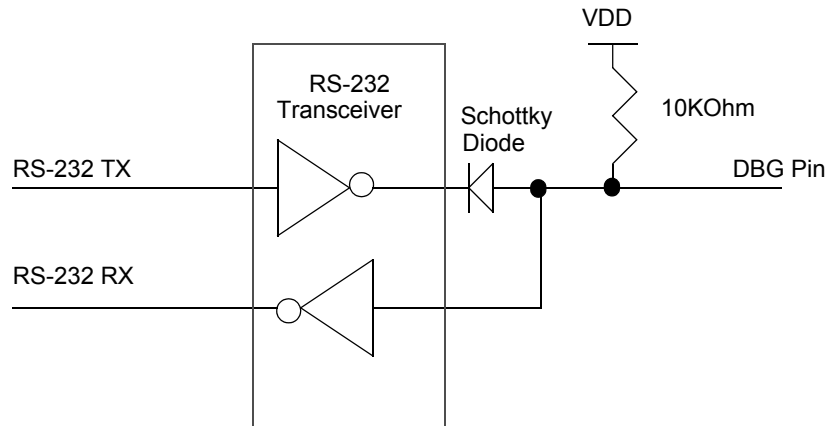 VDD
RS-232
Transceiver
Schottky
Diode
10KOhm
RS-232 TX
DBG Pin
RS-232 RX